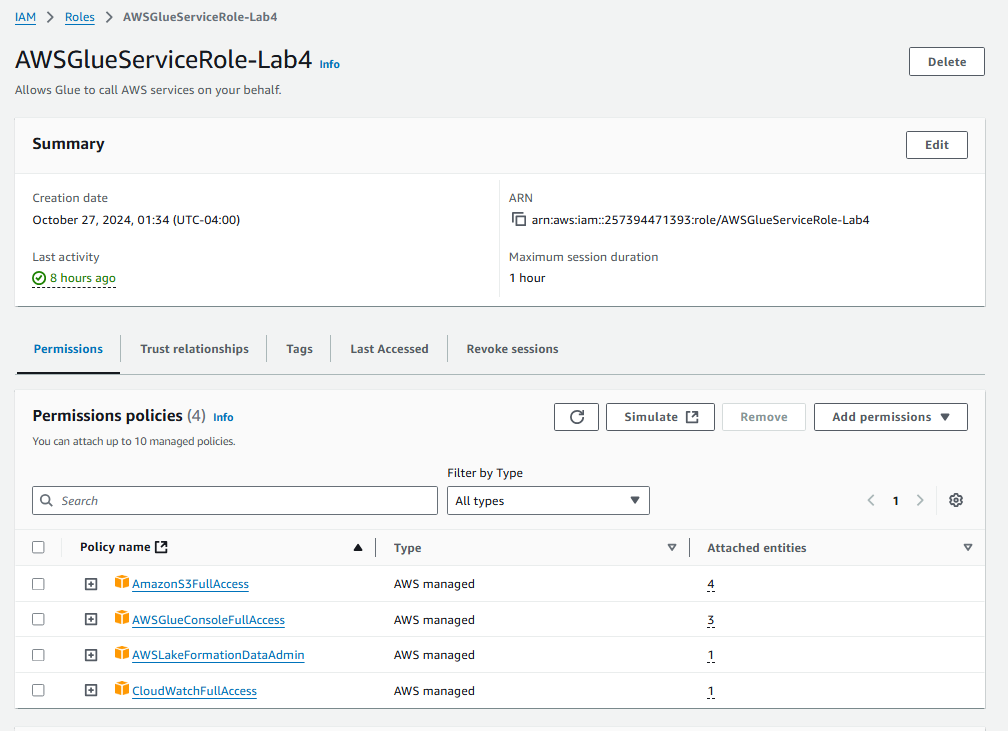 IAM > Roles > AWSGlueServiceRole-Lab4
AWSGlueServiceRole-Lab4 Info
Delete
Allows Glue to call AWS services on your behalf.
Summary
Edit
Creation date
October 27, 2024, 01:34 (UTC-04:00)
ARN
arn:aws:iam::257394471393:role/AWSGlueServiceRole-Lab4
Last activity
8 hours ago
Maximum session duration
1 hour
Permissions Trust relationships Tags Last Accessed Revoke sessions
Permissions policies (4) Info
Simulate Remove Add permissions
You can attach up to 10 managed policies.
Filter by Type
Search All types 1
Policy name Type Attached entities
AmazonS3FullAccess AWS managed 4
AWSGlueConsoleFullAccess AWS managed 3
AWSLakeFormationDataAdmin AWS managed 1
CloudWatchFullAccess AWS managed 1